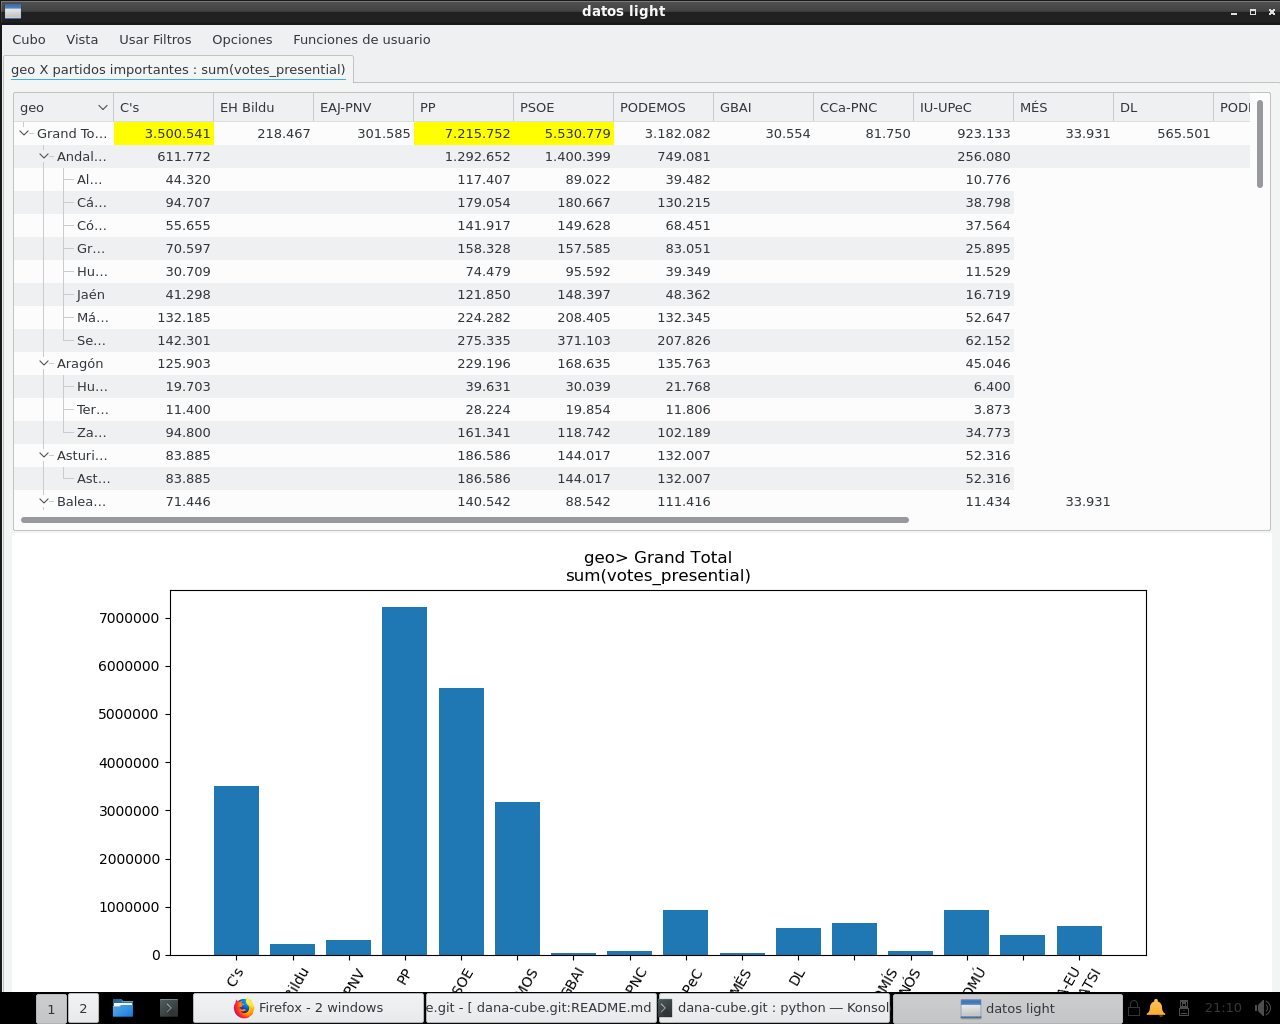 datos light
Cubo Vista Usar Filtros Opciones Funciones de usuario
geo X partidos importantes : sum(votes_presential)
geo C's EH Bildu EAJ-PNV PP PSOE PODEMOS GBAI CCa-PNC IU-UPeC MÉS DL PODI
Grand To... 3.500.541 218.467 301.585 7.215.752 5.530.779 3.182.082 30.554 81.750 923.133 33.931 565.501
Andal... 611.772 1.292.652 1.400.399 749.081 256.080
Al... 44.320 117.407 89.022 39.482 10.776
Cá... 94.707 179.054 180.667 130.215 38.798
Có... 55.655 141.917 149.628 68.451 37.564
Gr... 70.597 158.328 157.585 83.051 25.895
Hu... 30.709 74.479 95.592 39.349 11.529
Jaén 41.298 121.850 148.397 48.362 16.719
Má... 132.185 224.282 208.405 132.345 52.647
Se... 142.301 275.335 371.103 207.826 62.152
Aragón 125.903 229.196 168.635 135.763 45.046
Hu... 19.703 39.631 30.039 21.768 6.400
Ter... 11.400 28.224 19.854 11.806 3.873
Za... 94.800 161.341 118.742 102.189 34.773
Asturi... 83.885 186.586 144.017 132.007 52.316
Ast... 83.885 186.586 144.017 132.007 52.316
Balea... 71.446 140.542 88.542 111.416 11.434 33.931
geo> Grand Total
sum(votes_presential)
7000000
6000000
5000000
4000000
3000000
2000000
1000000
0
C's ildu PNV PP SOE MOS GBAI PNC PeC MÉS DL MÍS NÓS OMÚ A-EU ATSI
1 2 Firefox - 2 windows e.git - [ dana-cube.git:README.md dana-cube.git : python — Konsol datos light 21:10